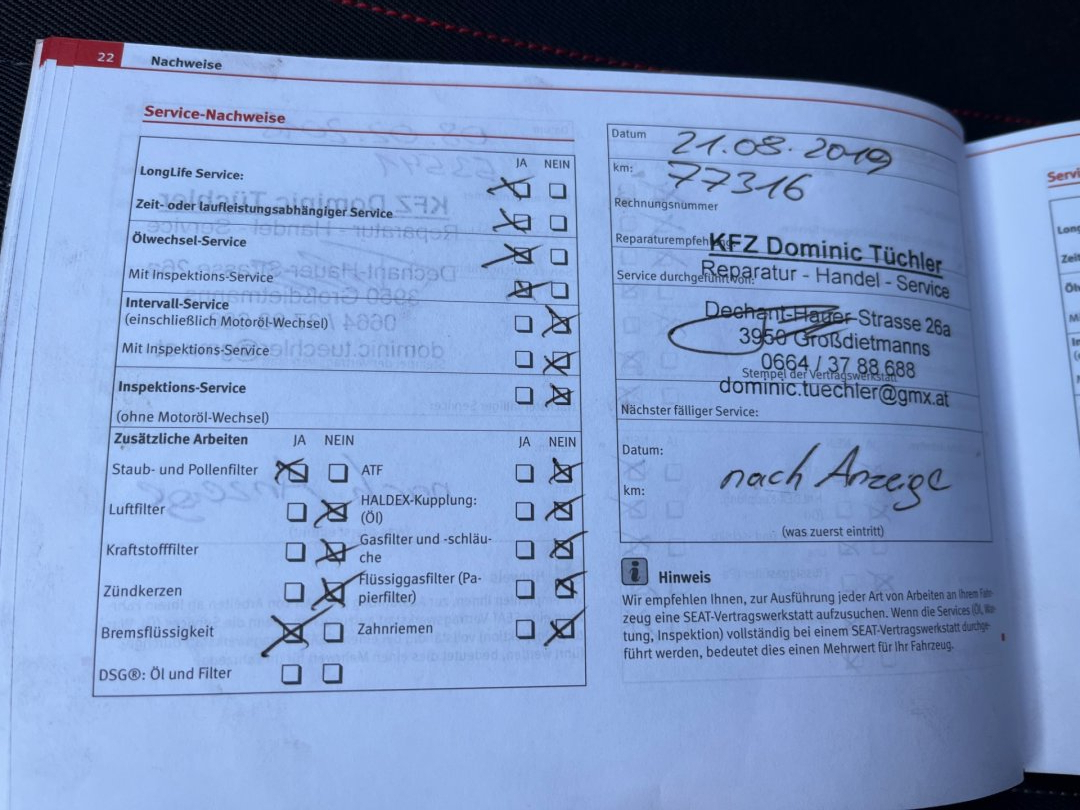 22 Nachweise
Service-Nachweise
JA NEIN
LongLife Service:
Zeit- oder laufleistungsabhängiger Service
Ölwechsel-Service
Mit Inspektions-Service
Intervall-Service
(einschließlich Motoröl-Wechsel)
Mit Inspektions-Service
Inspektions-Service
(ohne Motoröl-Wechsel)
Zusätzliche Arbeiten JA NEIN JA NEIN
Staub- und Pollenfilter ATF
Luftfilter HALDEX-Kupplung:
(Öl)
Kraftstofffilter Gasfilter und -schläu-
che
Zündkerzen Flüssiggasfilter (Pa-
pierfilter)
Bremsflüssigkeit Zahnriemen
DSG®: Öl und Filter
Datum 21.08.2019
km: 77316
Rechnungsnummer
Reparaturempfehlung
KFZ Dominic Tüchler
Reparatur - Handel - Service
Service durchgeführt von:
Dechant-Hauer-Strasse 26a
3950 Großdietmanns
0664 / 37 88 688
Stempel der Vertragswerkstatt
dominic.tuechler@gmx.at
Nächster fälliger Service:
Datum:
nach Anzeige
km:
(was zuerst eintritt)
i Hinweis
Wir empfehlen Ihnen, zur Ausführung jeder Art von Arbeiten an Ihrem Fahr-
zeug eine SEAT-Vertragswerkstatt aufzusuchen. Wenn die Services (Öl, War-
tung, Inspektion) vollständig bei einem SEAT-Vertragswerkstatt durchge-
führt werden, bedeutet dies einen Mehrwert für Ihr Fahrzeug.